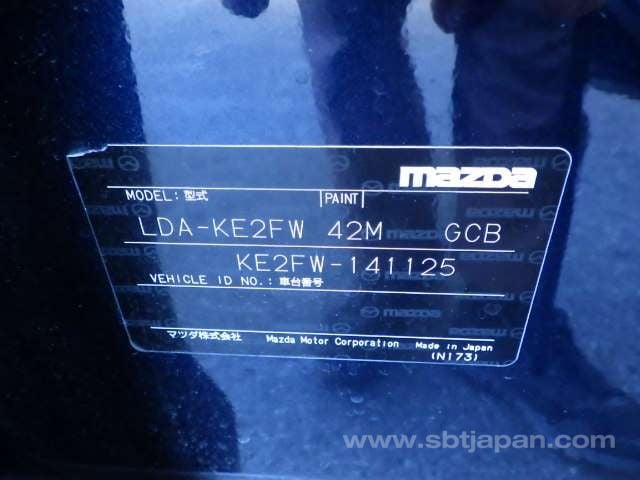 mazda
MODEL: 型式 PAINT
LDA-KE2FW 42M GCB
KE2FW-141125
VEHICLE ID NO.: 車台番号
マツダ株式会社 Mazda Motor Corporation Made in Japan
(N173)
www.sbtjapan.com